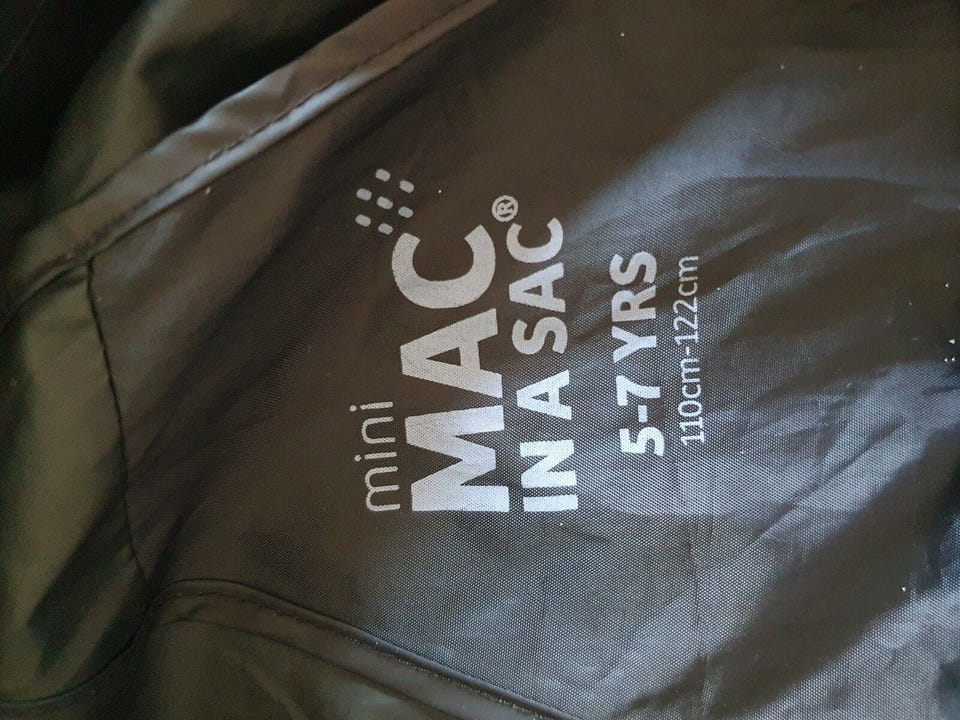 mini
MAC®
IN A SAC
5-7 YRS
110cm-122cm